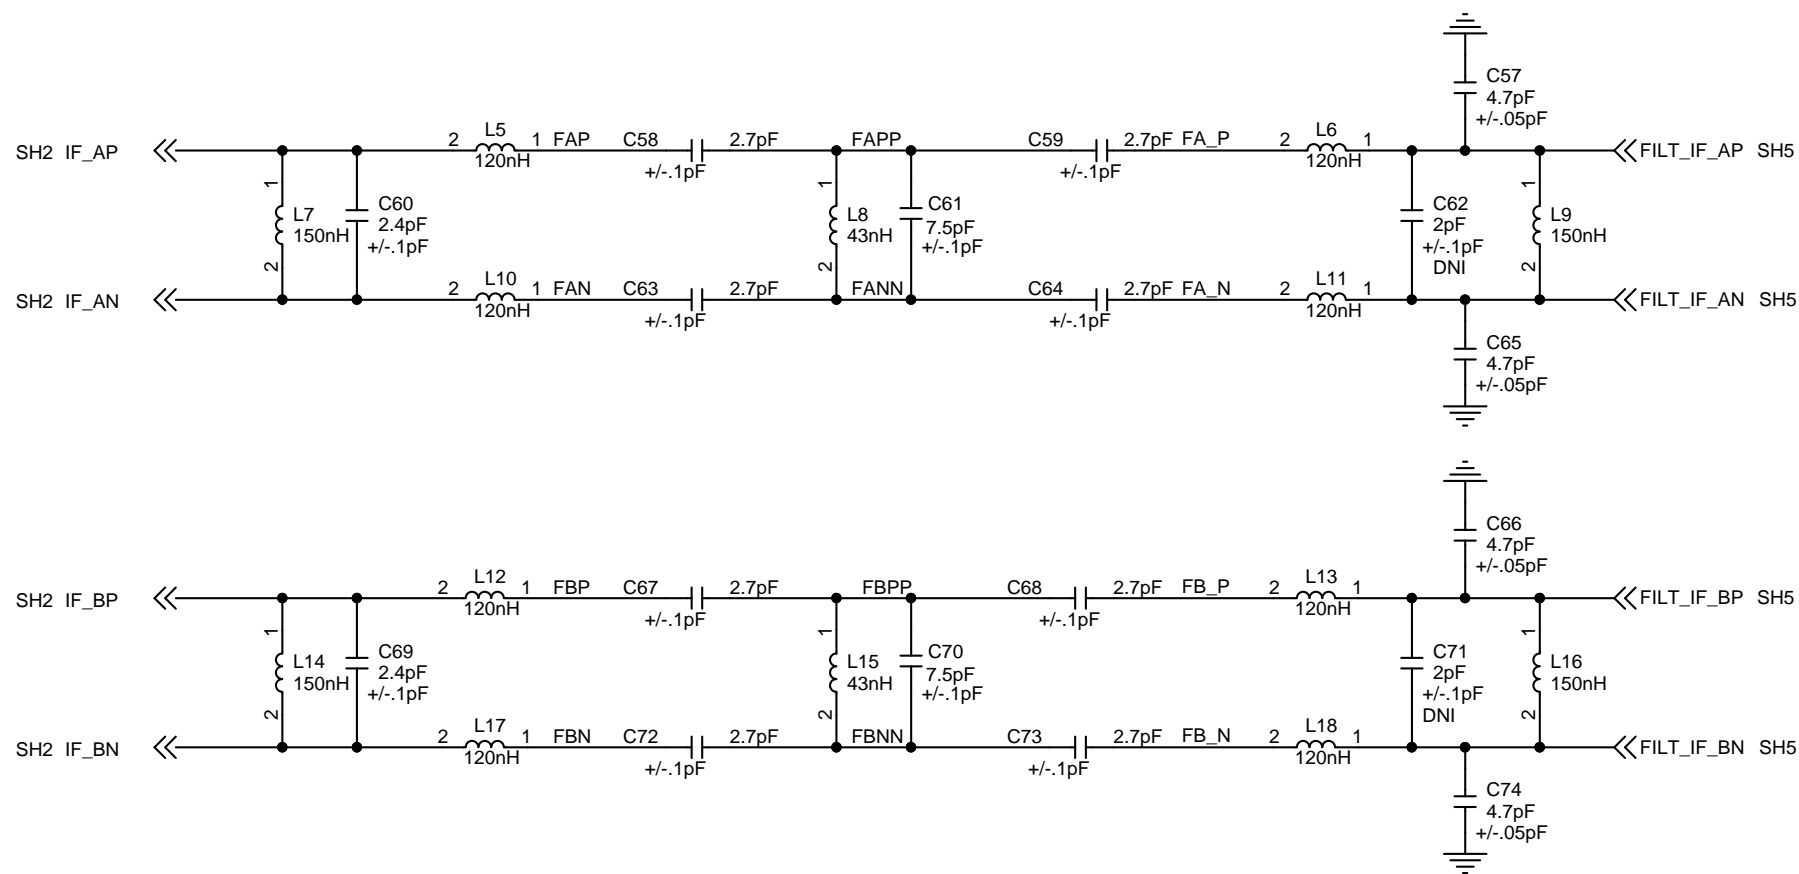 C57
4.7pF
+/-.05pF
SH2 IF_AP
2 L5 1
120nH
FAP
C58 2.7pF
+/-.1pF
FAPP
C59 2.7pF
+/-.1pF
FA_P
2 L6 1
120nH
FILT_IF_AP SH5
1
L7
150nH
2
C60
2.4pF
+/-.1pF
1
L8
43nH
2
C61
7.5pF
+/-.1pF
C62
2pF
+/-.1pF
DNI
1
L9
150nH
2
SH2 IF_AN
2 L10 1
120nH
FAN
C63 2.7pF
+/-.1pF
FANN
C64 2.7pF
+/-.1pF
FA_N
2 L11 1
120nH
FILT_IF_AN SH5
C65
4.7pF
+/-.05pF
C66
4.7pF
+/-.05pF
SH2 IF_BP
2 L12 1
120nH
FBP
C67 2.7pF
+/-.1pF
FBPP
C68 2.7pF
+/-.1pF
FB_P
2 L13 1
120nH
FILT_IF_BP SH5
1
L14
150nH
2
C69
2.4pF
+/-.1pF
1
L15
43nH
2
C70
7.5pF
+/-.1pF
C71
2pF
+/-.1pF
DNI
1
L16
150nH
2
SH2 IF_BN
2 L17 1
120nH
FBN
C72 2.7pF
+/-.1pF
FBNN
C73 2.7pF
+/-.1pF
FB_N
2 L18 1
120nH
FILT_IF_BN SH5
C74
4.7pF
+/-.05pF